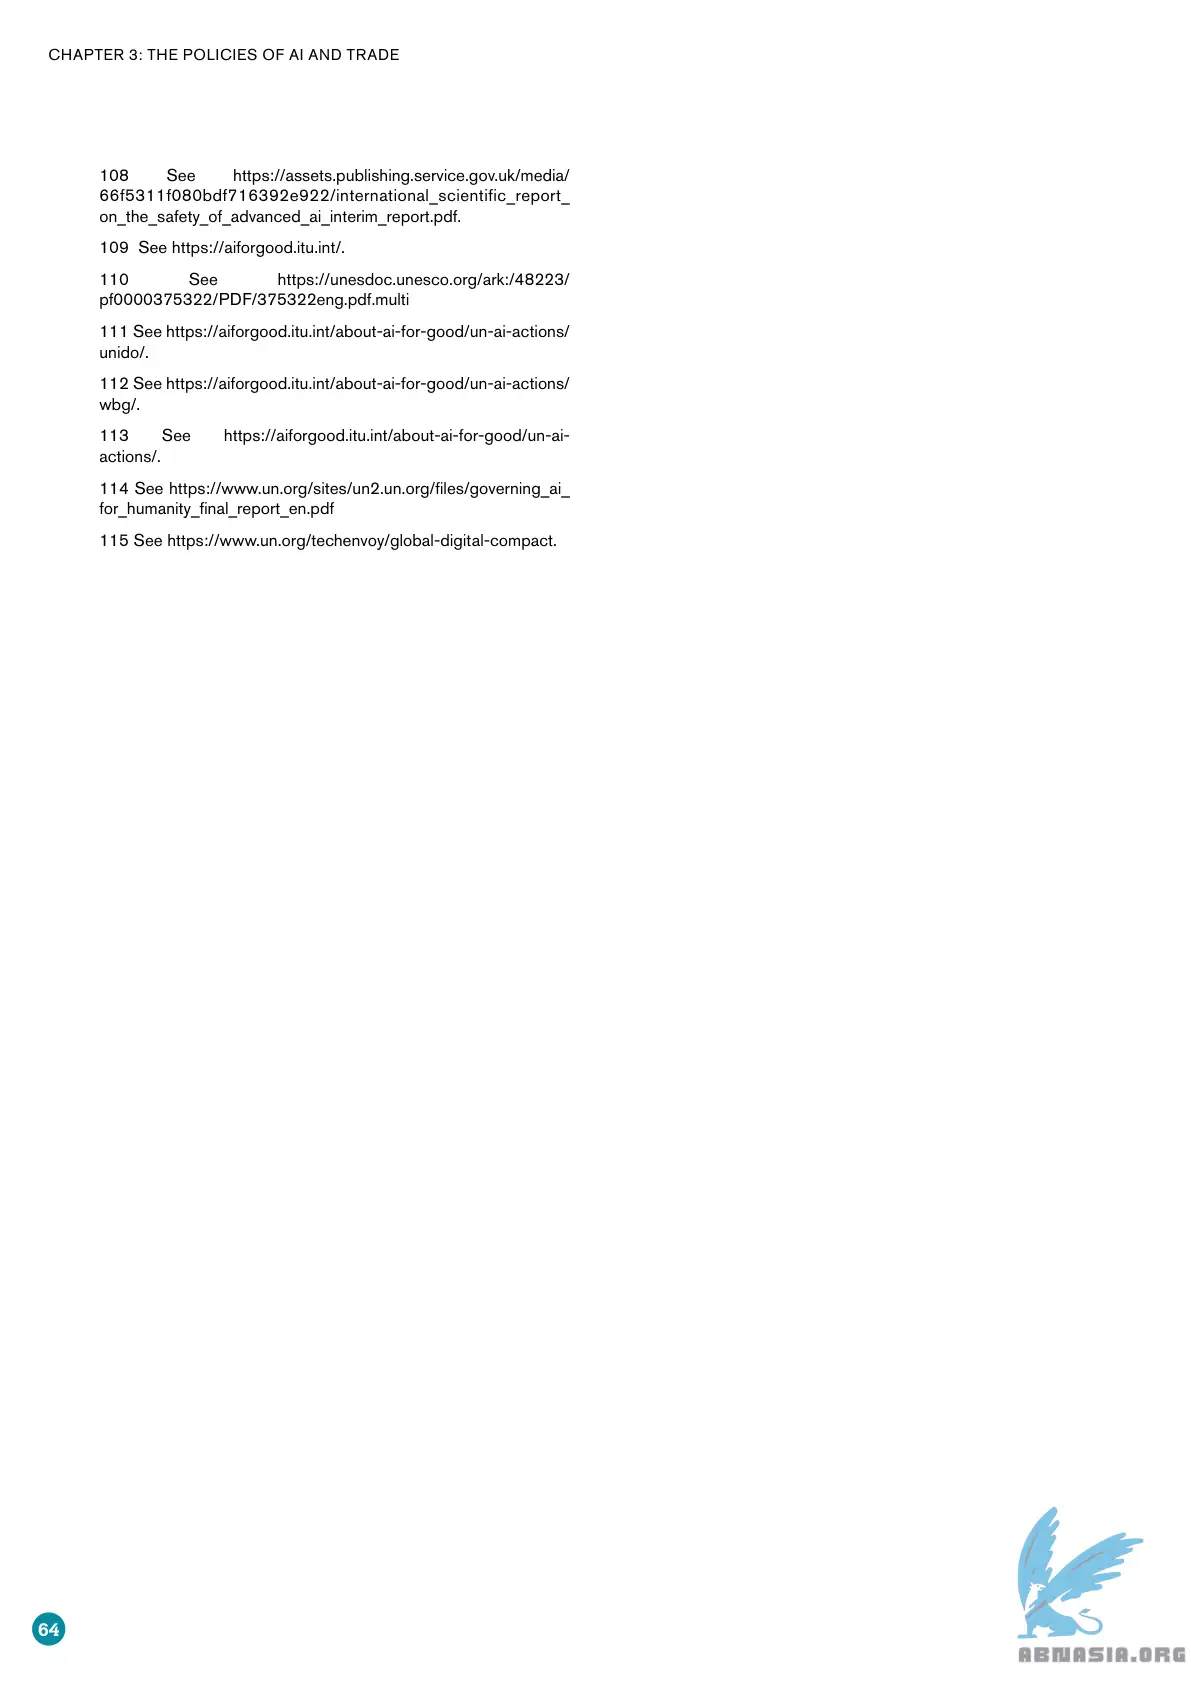 CHAPTER 3: THE POLICIES OF AI AND TRADE
108 See https://assets.publishing.service.gov.uk/media/
66f5311f080bdf716392e922/international_scientific_report_
on_the_safety_of_advanced_ai_interim_report.pdf.
109 See https://aiforgood.itu.int/.
110 See https://unesdoc.unesco.org/ark:/48223/
pf0000375322/PDF/375322eng.pdf.multi
111 See https://aiforgood.itu.int/about-ai-for-good/un-ai-actions/
unido/.
112 See https://aiforgood.itu.int/about-ai-for-good/un-ai-actions/
wbg/.
113 See https://aiforgood.itu.int/about-ai-for-good/un-ai-
actions/.
114 See https://www.un.org/sites/un2.un.org/files/governing_ai_
for_humanity_final_report_en.pdf
115 See https://www.un.org/techenvoy/global-digital-compact.
64
ABNASIA.ORG